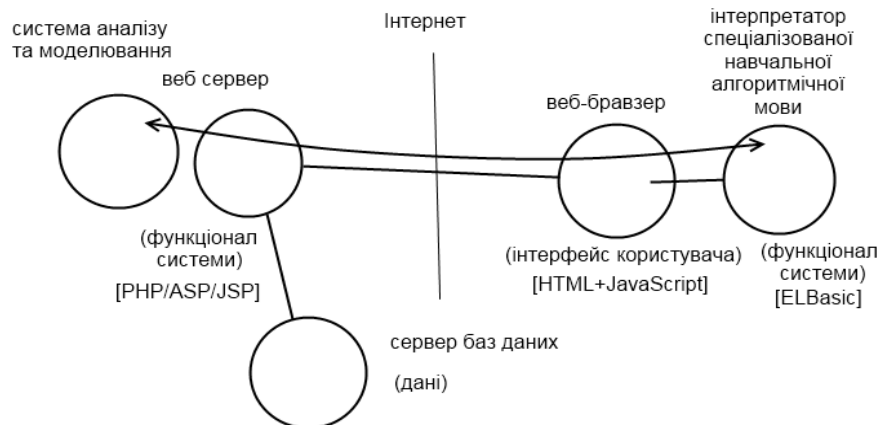 система аналізу
та моделювання
веб сервер
Інтернет
веб-бравзер
інтерпретатор
спеціалізованої
навчальної
алгоритмічної
мови
(функціонал
системи)
[PHP/ASP/JSP]
(інтерфейс користувача)
[HTML+JavaScript]
(функціонал
системи)
[ELBasic]
сервер баз даних
(дані)